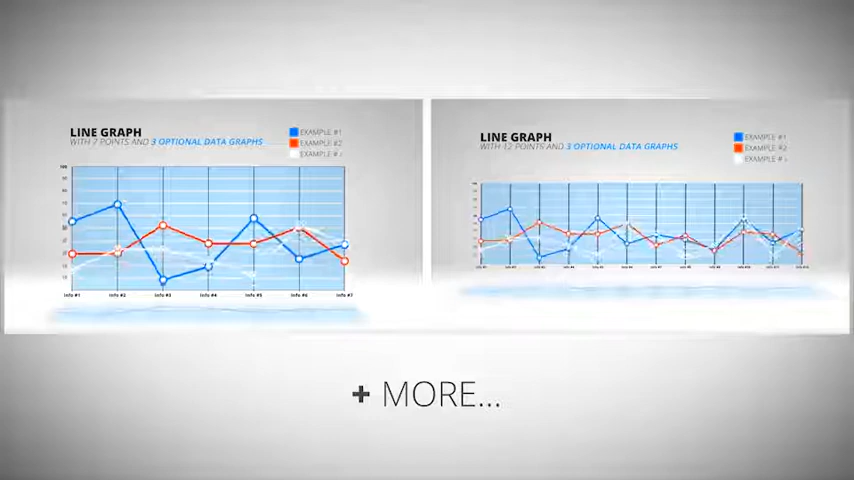 LINE GRAPH
WITH 7 POINTS AND 3 OPTIONAL DATA GRAPHS
EXAMPLE #1
EXAMPLE #2
EXAMPLE #
Info #1 Info #2 Info #3 Info #4 Info #5 Info #6 Info #7
LINE GRAPH
WITH 12 POINTS AND 3 OPTIONAL DATA GRAPHS
EXAMPLE #1
EXAMPLE #2
EXAMPLE #
+ MORE...